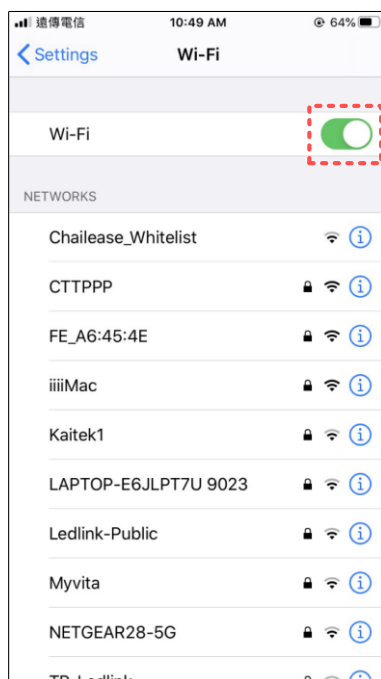 遠傳電信 10:49 AM 64%
Settings Wi-Fi
Wi-Fi
NETWORKS
Chailease_Whitelist
CTTPPP
FE_A6:45:4E
iiiiMac
Kaitek1
LAPTOP-E6JLPT7U 9023
Ledlink-Public
Myvita
NETGEAR28-5G